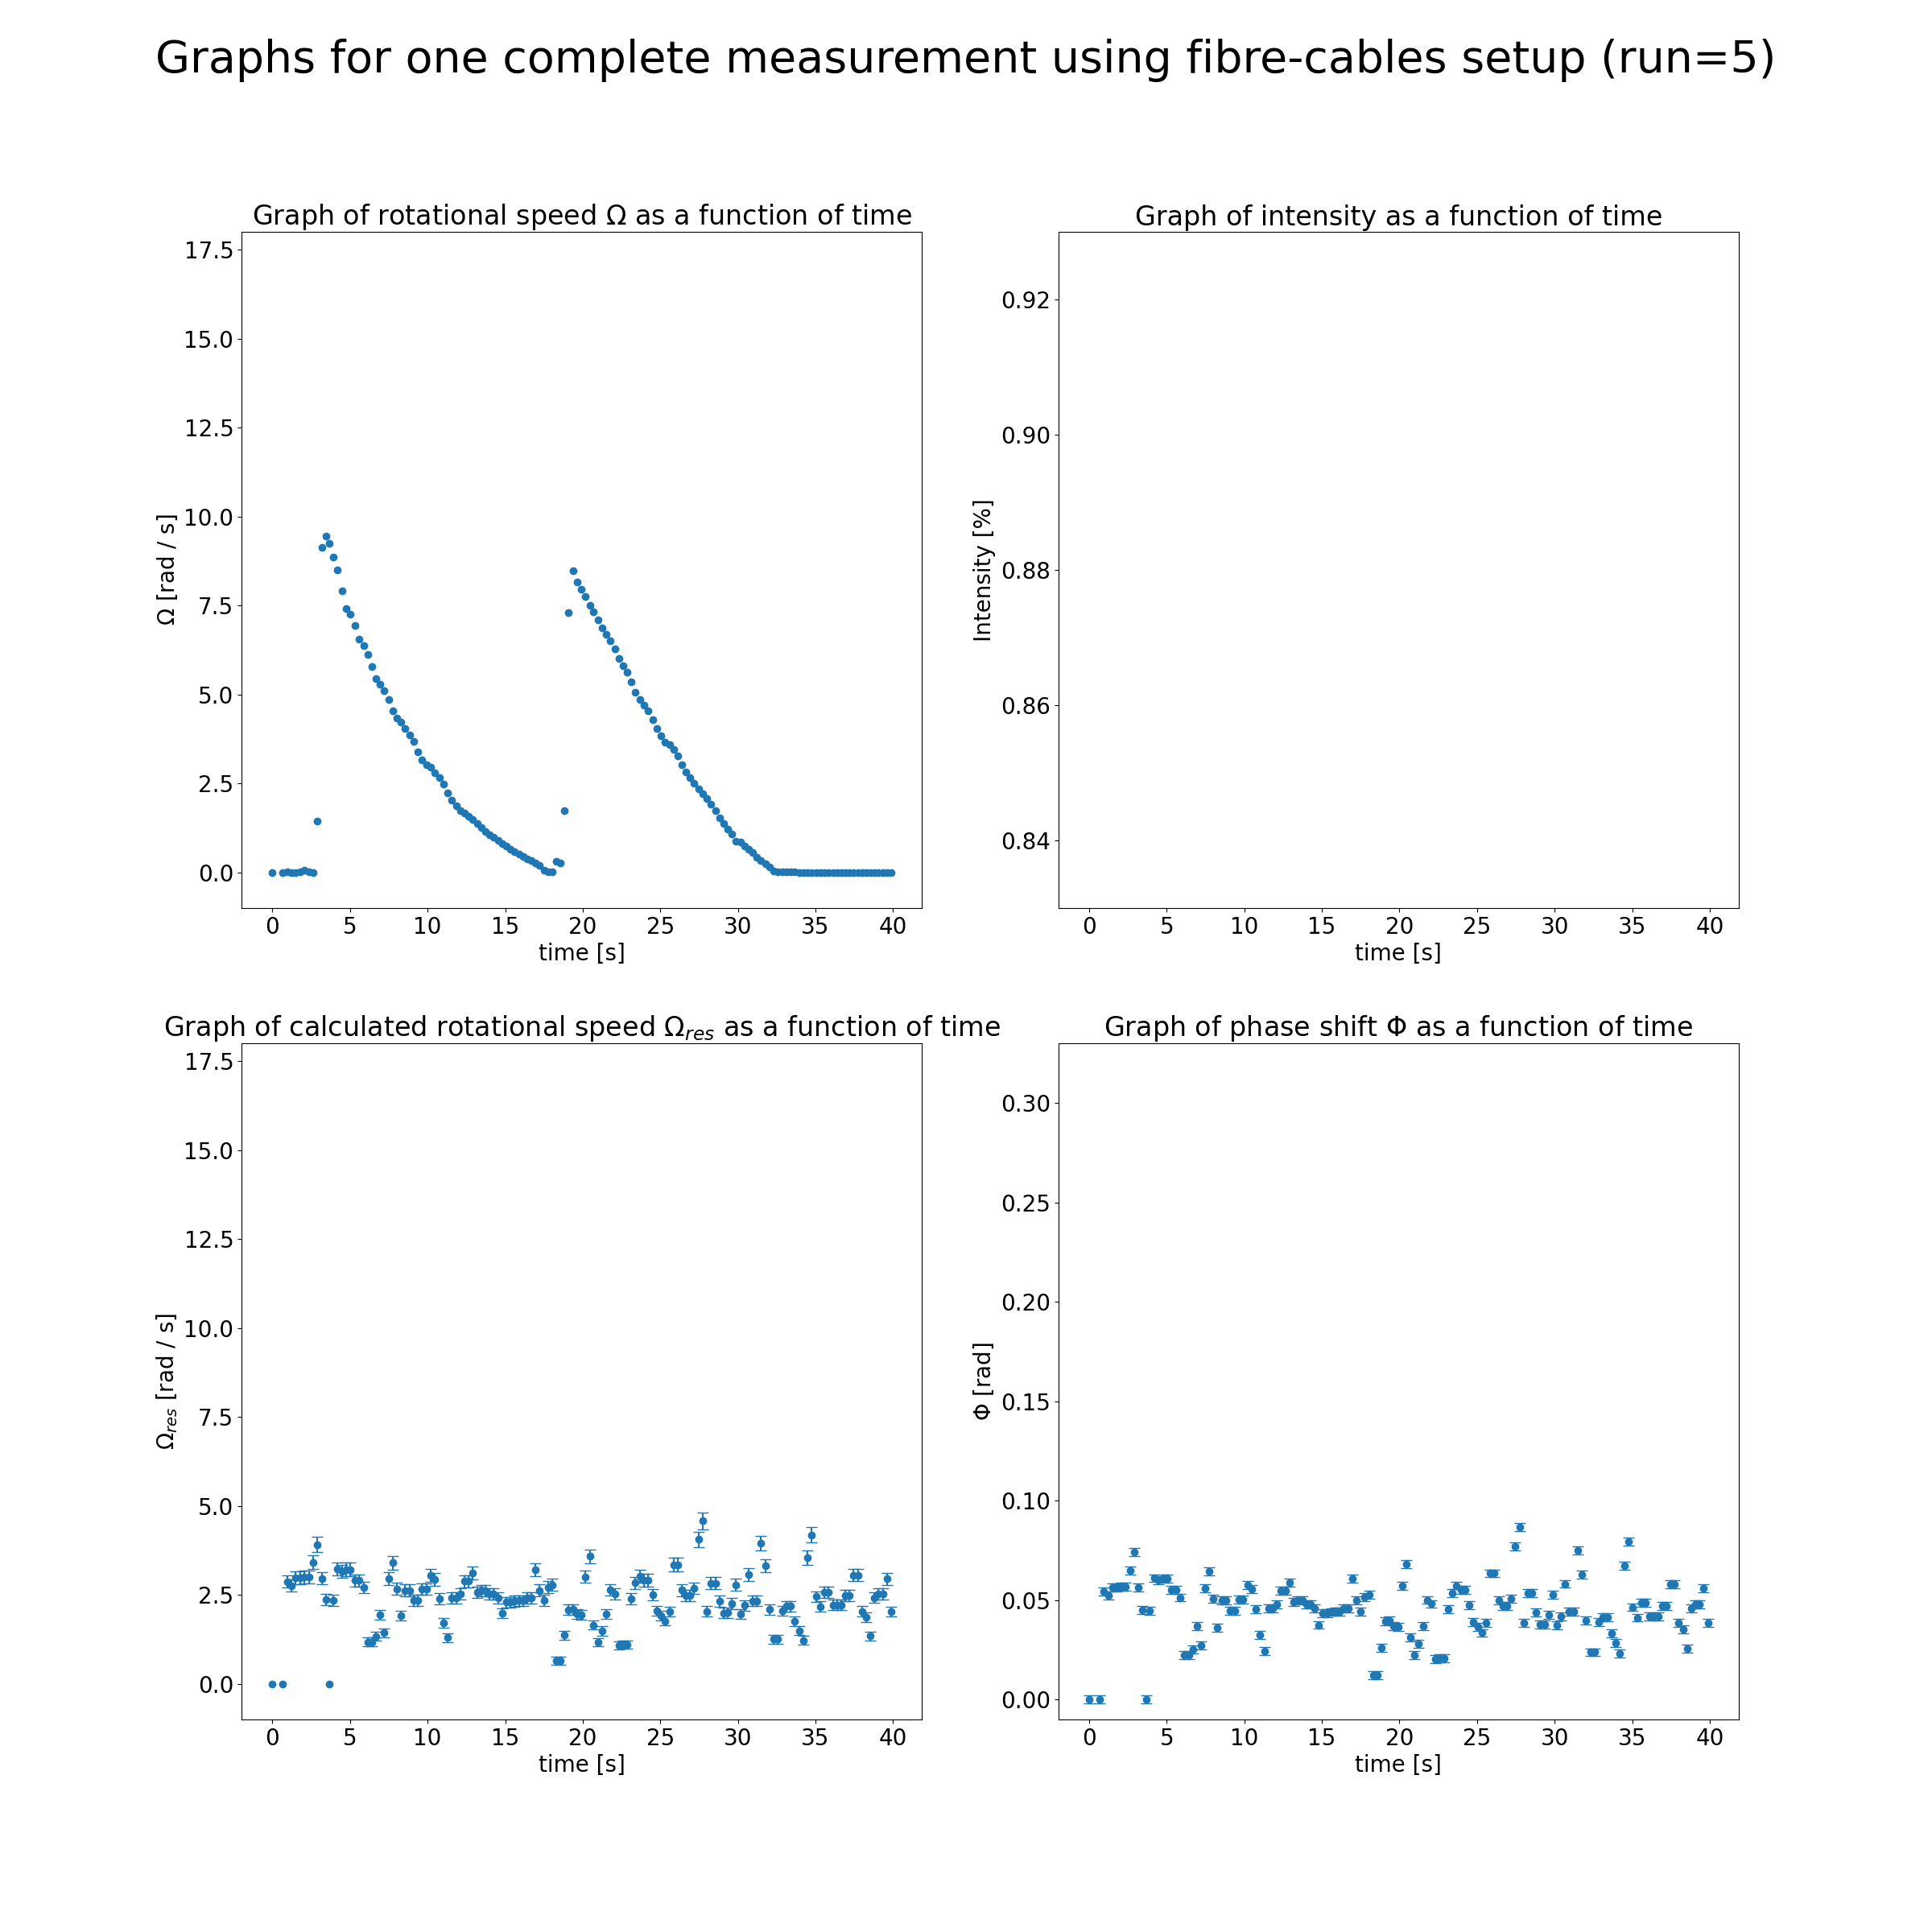 Graphs for one complete measurement using fibre-cables setup (run=5)
Graph of rotational speed Ω as a function of time
17.5
15.0
12.5
10.0
7.5
5.0
2.5
0.0
Ω [rad / s]
0 5 10 15 20 25 30 35 40
time [s]
Graph of intensity as a function of time
0.92
0.90
0.88
0.86
0.84
Intensity [%]
0 5 10 15 20 25 30 35 40
time [s]
Graph of calculated rotational speed Ω_res as a function of time
17.5
15.0
12.5
10.0
7.5
5.0
2.5
0.0
Ω_res [rad / s]
0 5 10 15 20 25 30 35 40
time [s]
Graph of phase shift Φ as a function of time
0.30
0.25
0.20
0.15
0.10
0.05
0.00
Φ [rad]
0 5 10 15 20 25 30 35 40
time [s]